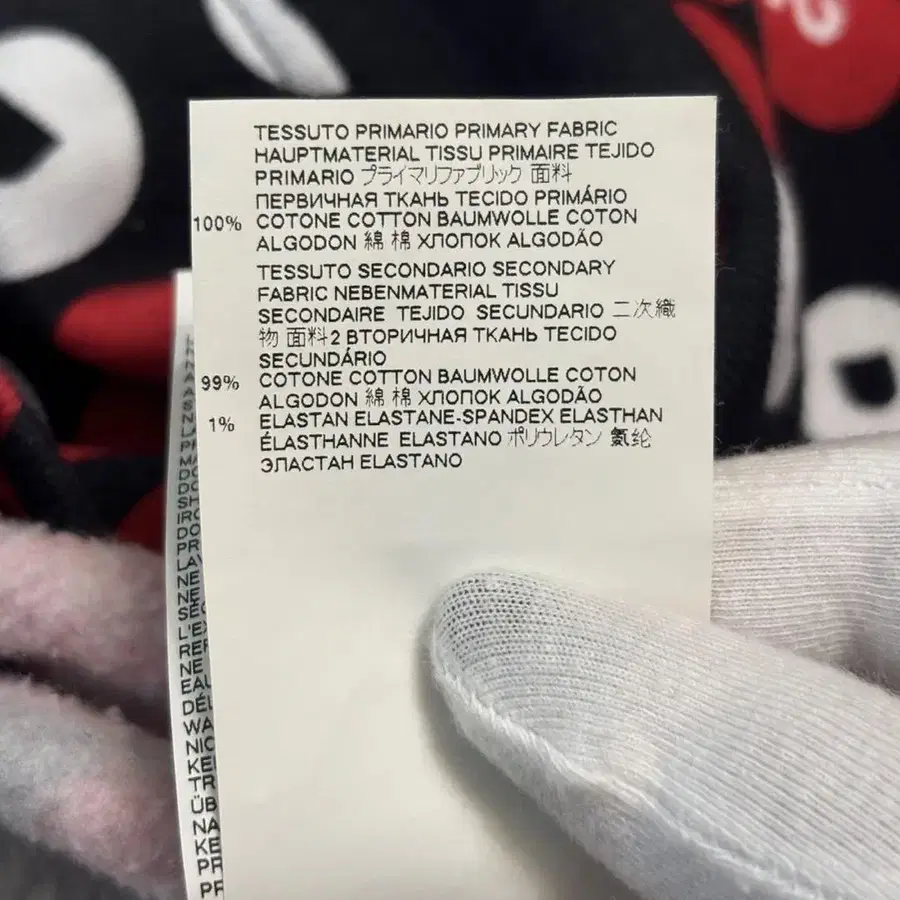 TESSUTO PRIMARIO PRIMARY FABRIC
HAUPTMATERIAL TISSU PRIMAIRE TEJIDO
PRIMARIO プライマリファブリック 面料
ПЕРВИЧНАЯ ТКАНЬ TECIDO PRIMÁRIO
100% COTONE COTTON BAUMWOLLE COTON
ALGODON 綿 棉 ХЛОПОК ALGODÃO
TESSUTO SECONDARIO SECONDARY
FABRIC NEBENMATERIAL TISSU
SECONDAIRE TEJIDO SECUNDARIO 二次織
物 面料2 ВТОРИЧНАЯ ТКАНЬ TECIDO
SECUNDÁRIO
99% COTONE COTTON BAUMWOLLE COTON
ALGODON 綿 棉 ХЛОПОК ALGODÃO
1% ELASTAN ELASTANE-SPANDEX ELASTHAN
ÉLASTHANNE ELASTANO ポリウレタン 氨纶
ЭЛАСТАН ELASTANO